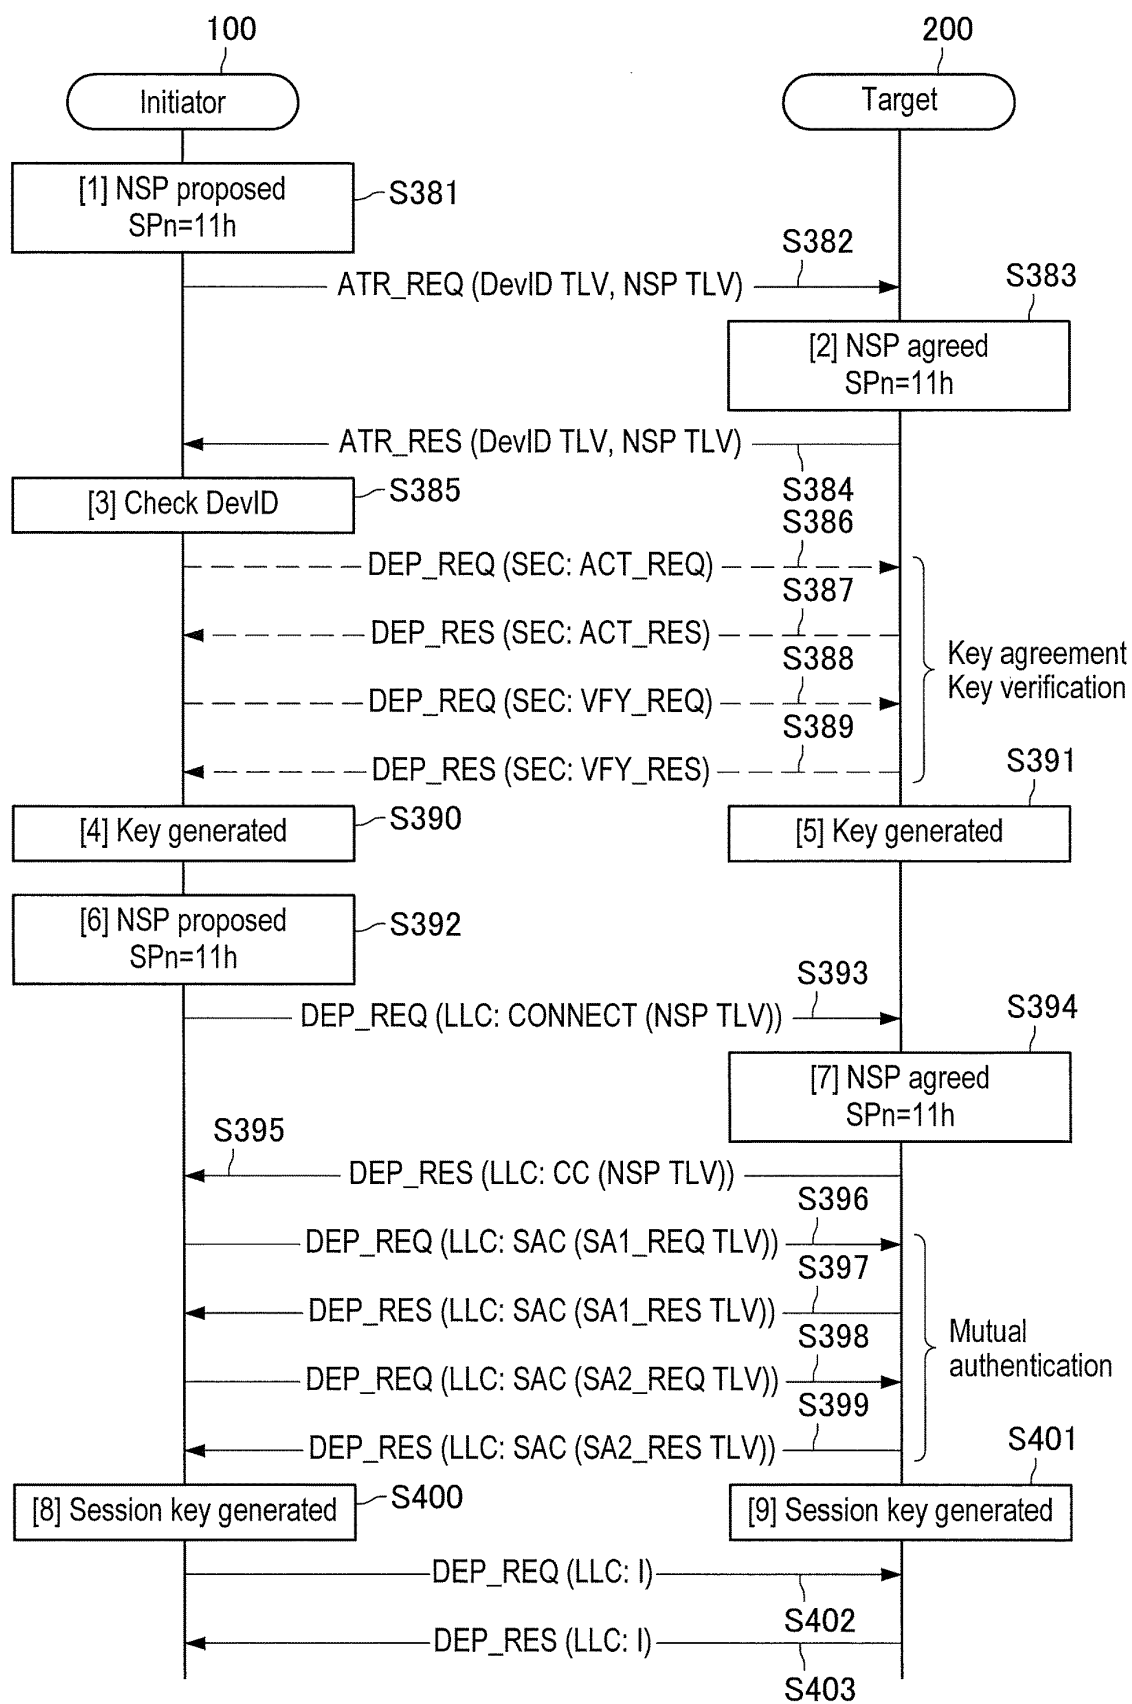 100
200
Initiator
Target
[1] NSP proposed
SPn=11h
S381
S382
ATR_REQ (DevID TLV, NSP TLV)
S383
[2] NSP agreed
SPn=11h
ATR_RES (DevID TLV, NSP TLV)
S384
[3] Check DevID
S385
S386
DEP_REQ (SEC: ACT_REQ)
S387
DEP_RES (SEC: ACT_RES)
S388
DEP_REQ (SEC: VFY_REQ)
S389
DEP_RES (SEC: VFY_RES)
Key agreement
Key verification
S391
[4] Key generated
S390
[5] Key generated
[6] NSP proposed
SPn=11h
S392
S393
DEP_REQ (LLC: CONNECT (NSP TLV))
S394
[7] NSP agreed
SPn=11h
S395
DEP_RES (LLC: CC (NSP TLV))
S396
DEP_REQ (LLC: SAC (SA1_REQ TLV))
S397
DEP_RES (LLC: SAC (SA1_RES TLV))
S398
DEP_REQ (LLC: SAC (SA2_REQ TLV))
S399
DEP_RES (LLC: SAC (SA2_RES TLV))
Mutual
authentication
S401
[8] Session key generated
S400
[9] Session key generated
DEP_REQ (LLC: I)
S402
DEP_RES (LLC: I)
S403